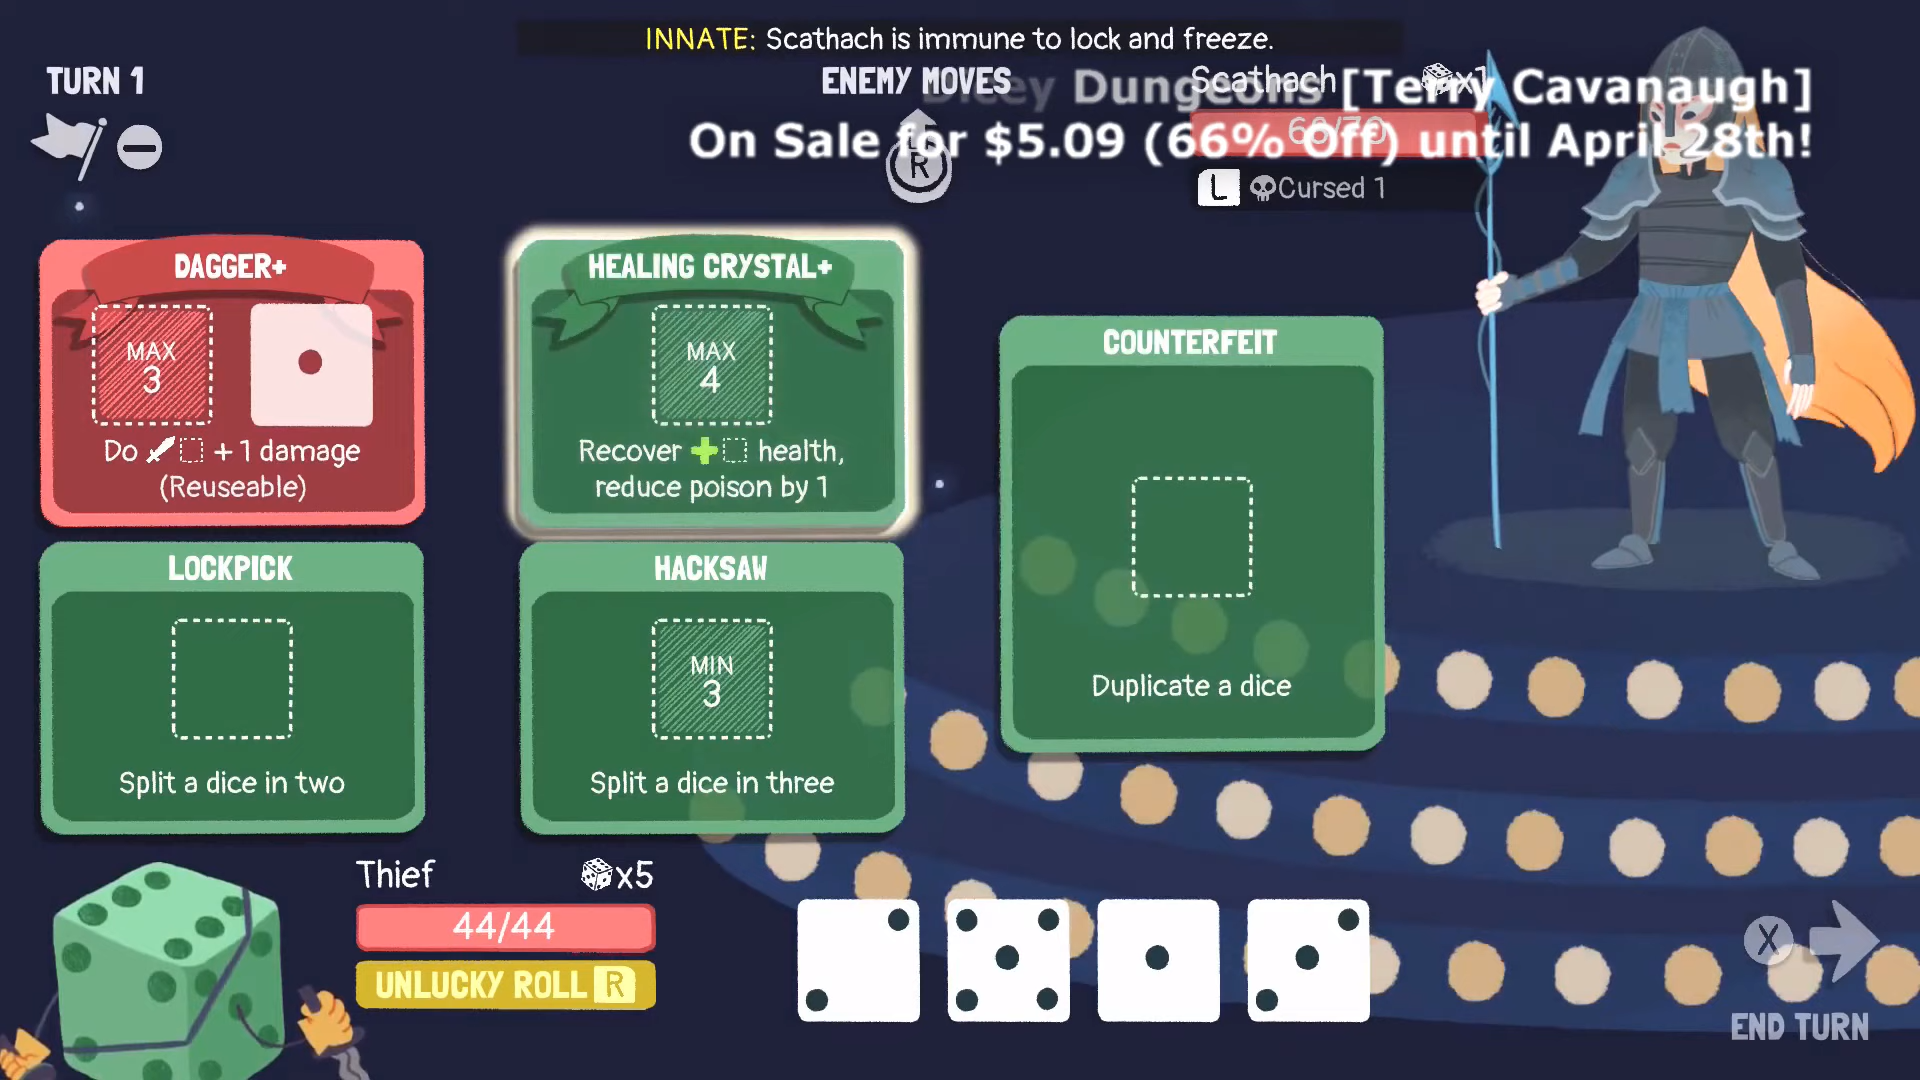 INNATE: Scathach is immune to lock and freeze.
TURN 1
ENEMY MOVES
R
Scathach
x1
Dicey Dungeons [Terry Cavanaugh]
On Sale for $5.09 (66% Off) until April 28th!
L
Cursed 1
DAGGER+
MAX
3
Do + 1 damage
(Reuseable)
HEALING CRYSTAL+
MAX
4
Recover health,
reduce poison by 1
COUNTERFEIT
Duplicate a dice
LOCKPICK
Split a dice in two
HACKSAW
MIN
3
Split a dice in three
Thief
x5
44/44
UNLUCKY ROLL R
X
END TURN